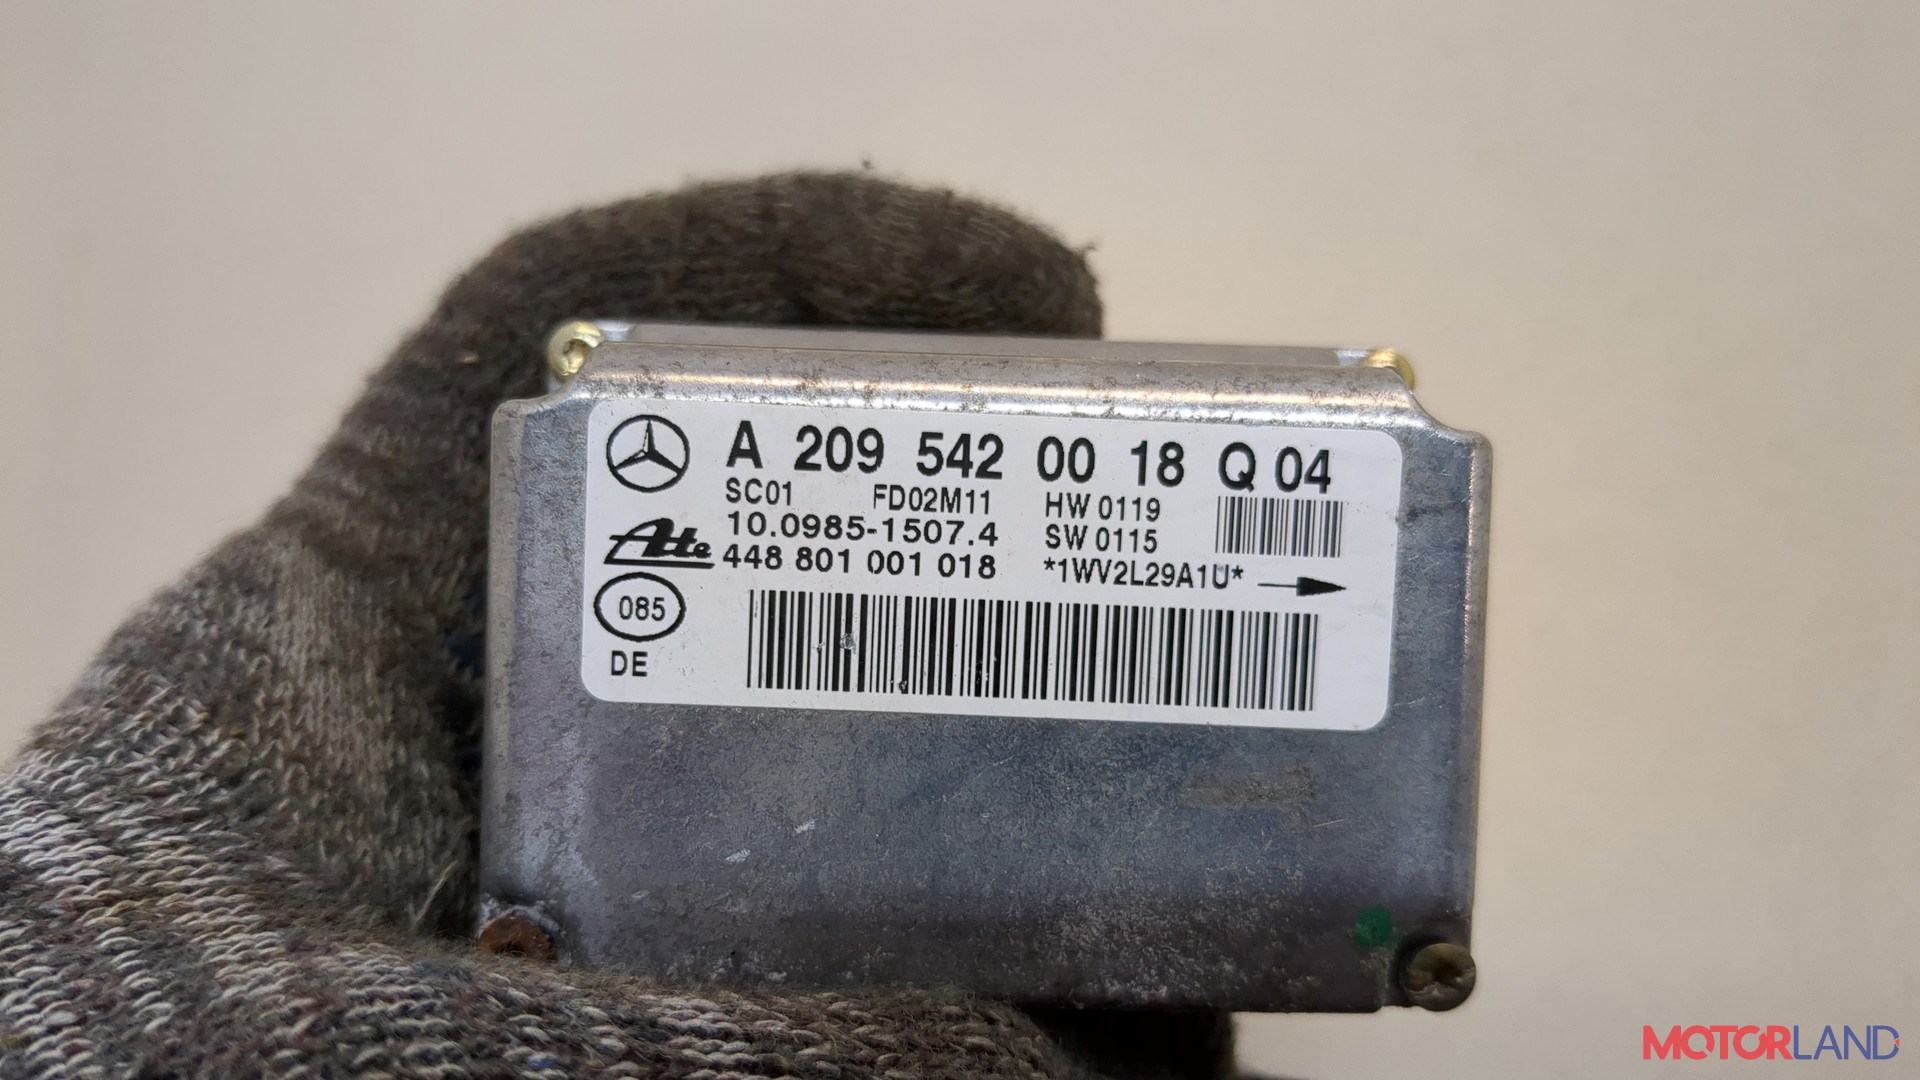 A 209 542 00 18 Q 04
SC01 FD02M11 HW 0119
10.0985-1507.4 SW 0115
Ate 448 801 001 018 *1WV2L29A1U*
085
DE
MOTORLAND